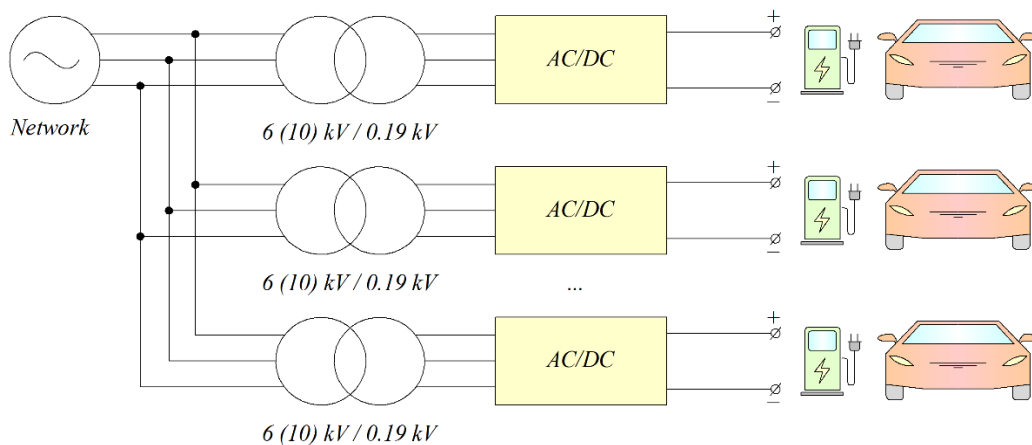 AC/DC
+
–
Network
6 (10) kV / 0.19 kV
AC/DC
+
–
6 (10) kV / 0.19 kV
...
AC/DC
+
–
6 (10) kV / 0.19 kV